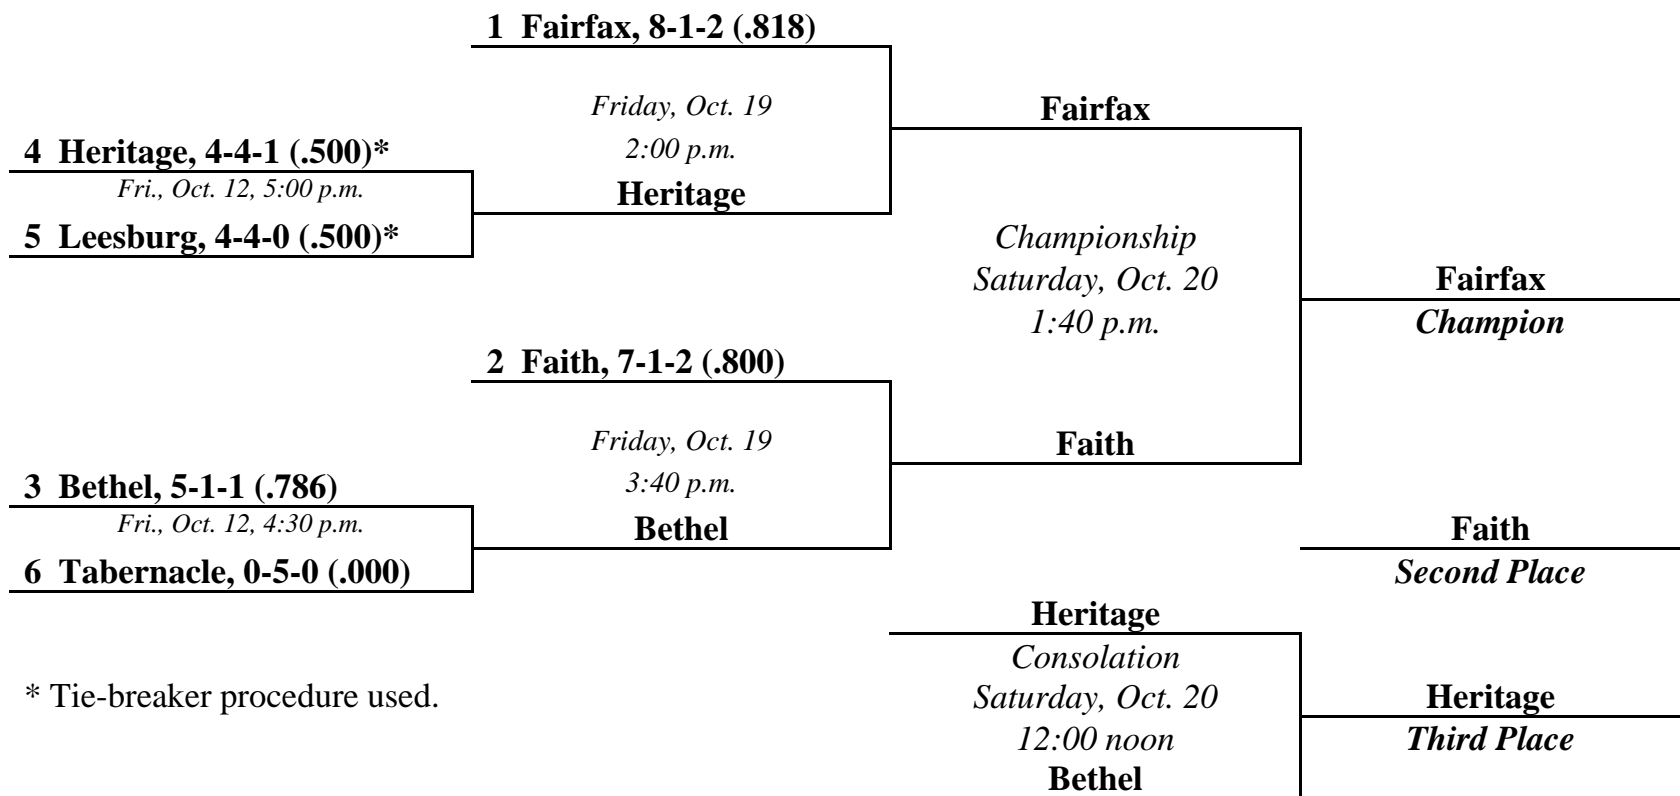 1 Fairfax, 8-1-2 (.818)
Friday, Oct. 19
2:00 p.m.
Fairfax
4 Heritage, 4-4-1 (.500)*
Fri., Oct. 12, 5:00 p.m.
5 Leesburg, 4-4-0 (.500)*
Heritage
Championship
Saturday, Oct. 20
1:40 p.m.
Fairfax
Champion
2 Faith, 7-1-2 (.800)
Friday, Oct. 19
3:40 p.m.
Faith
3 Bethel, 5-1-1 (.786)
Fri., Oct. 12, 4:30 p.m.
6 Tabernacle, 0-5-0 (.000)
Bethel
Faith
Second Place
Heritage
Consolation
Saturday, Oct. 20
12:00 noon
Bethel
Heritage
Third Place
* Tie-breaker procedure used.